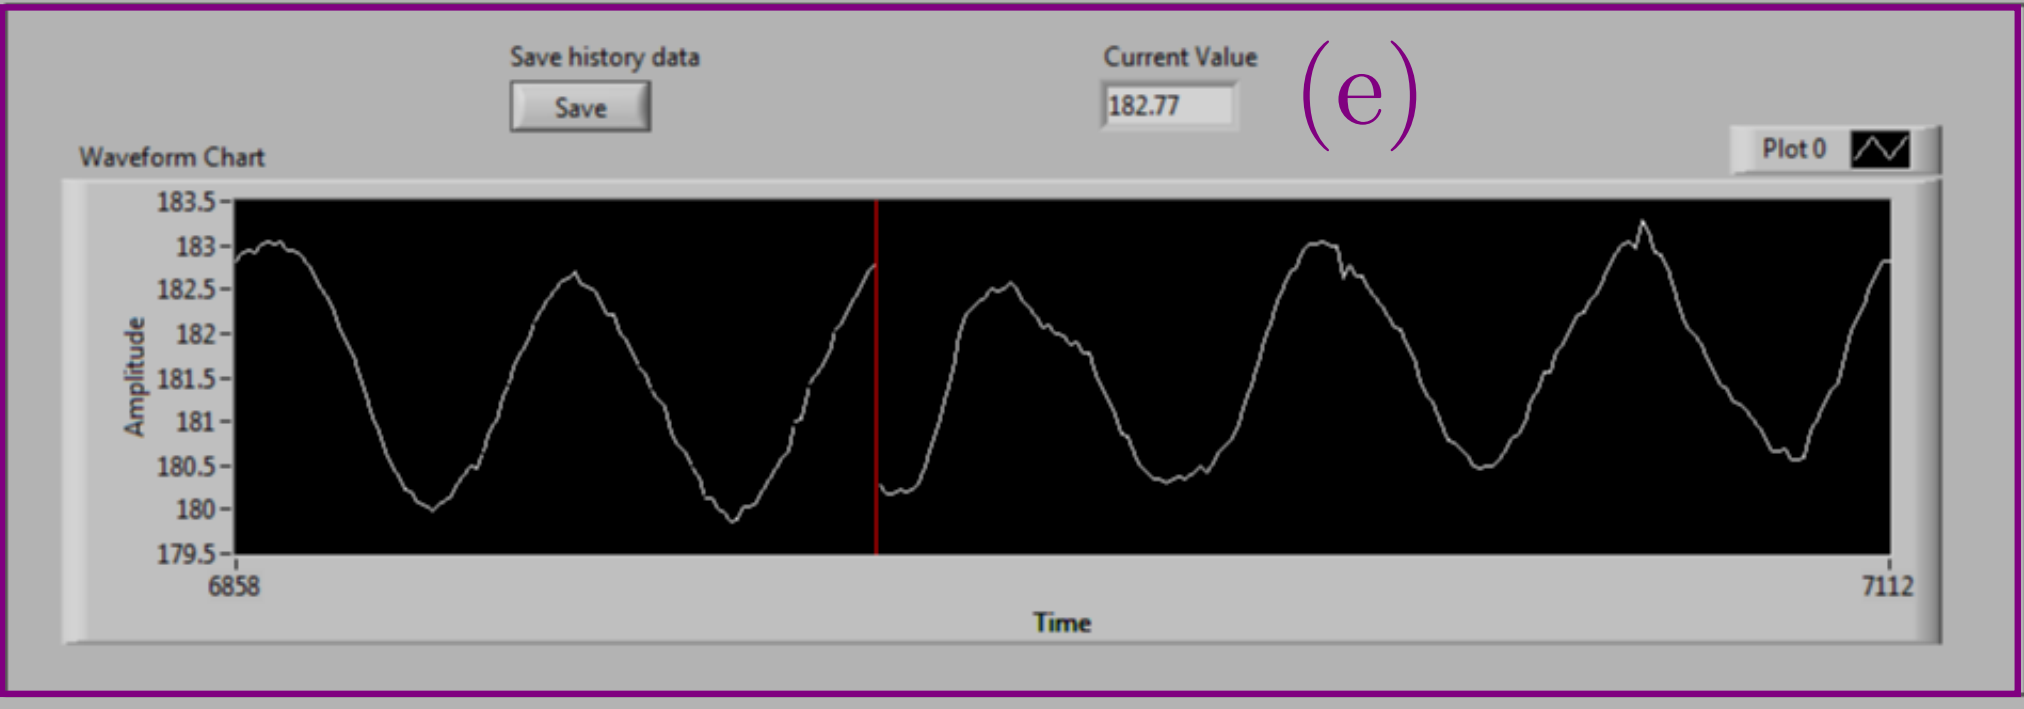 Save history data
Save
Current Value
182.77
(e)
Plot 0
Waveform Chart
183.5
183
182.5
182
181.5
181
180.5
180
179.5
Amplitude
6858
7112
Time